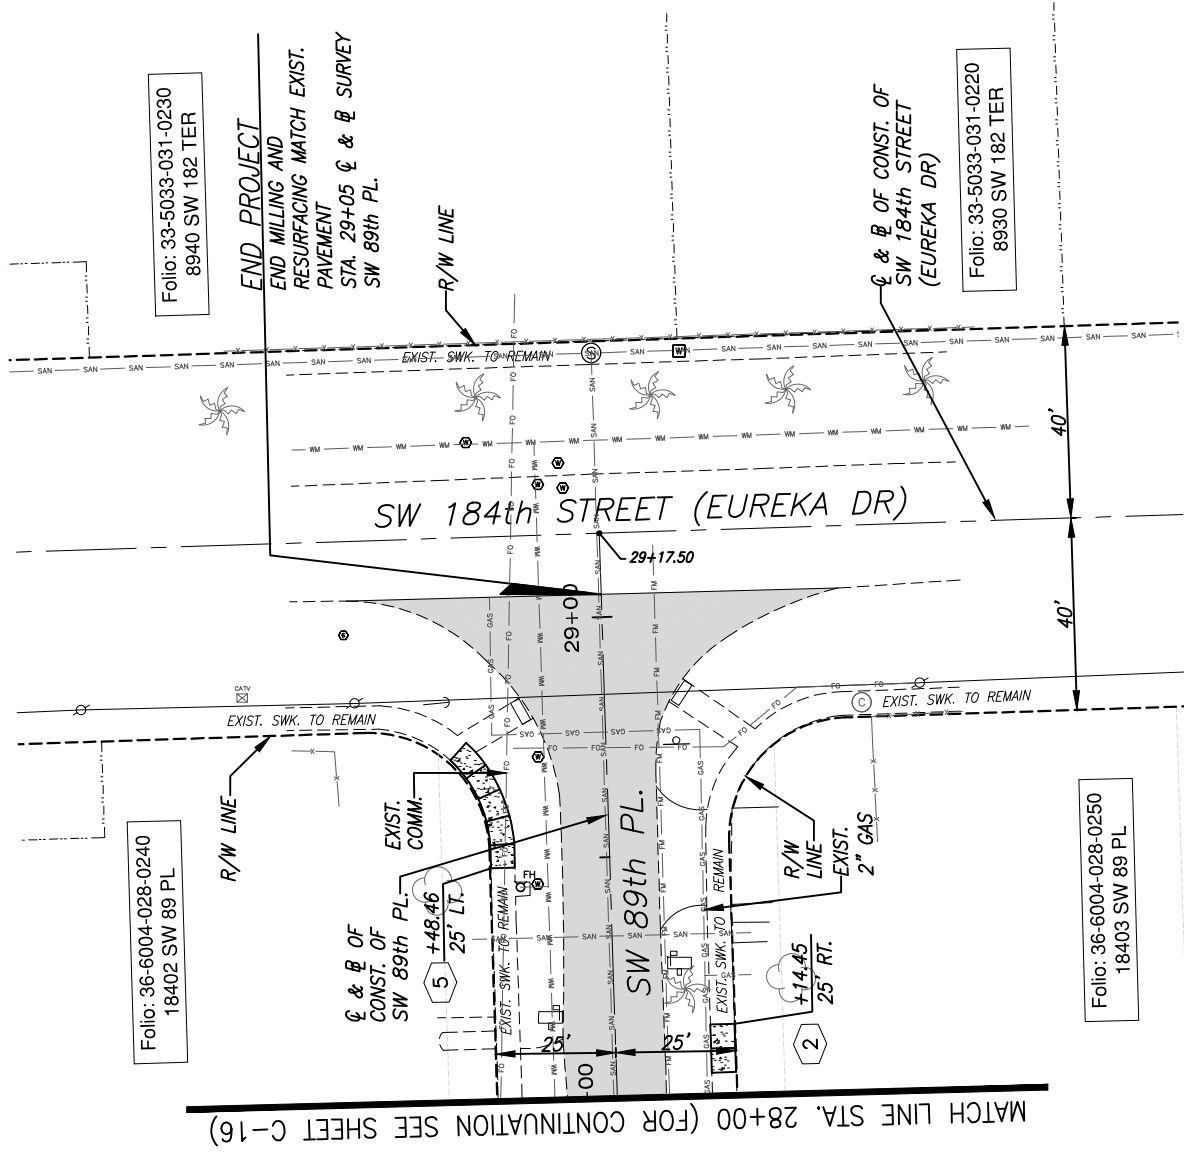 Folio: 33-5033-031-0230
8940 SW 182 TER
END PROJECT
END MILLING AND
RESURFACING MATCH EXIST.
PAVEMENT
STA. 29+05 ℄ & B SURVEY
SW 89th PL.
R/W LINE
℄ & B OF CONST. OF
SW 184th STREET
(EUREKA DR)
Folio: 33-5033-031-0220
8930 SW 182 TER
EXIST. SWK. TO REMAIN
SW 184th STREET (EUREKA DR)
29+17.50
29+00
40'
40'
CATV
EXIST. SWK. TO REMAIN
C
EXIST. SWK. TO REMAIN
R/W LINE
Folio: 36-6004-028-0240
18402 SW 89 PL
EXIST.
COMM.
℄ & B OF
CONST. OF
SW 89th PL.
+48.46
25' LT.
5
FH
EXIST. SWK. TO REMAIN
SW 89th PL.
R/W
LINE
EXIST.
2" GAS
EXIST. SWK. TO REMAIN
+14.45
25' RT.
2
Folio: 36-6004-028-0250
18403 SW 89 PL
25'
25'
00
SAN
WM
FO
FM
GAS
W
MATCH LINE STA. 28+00 (FOR CONTINUATION SEE SHEET C-16)